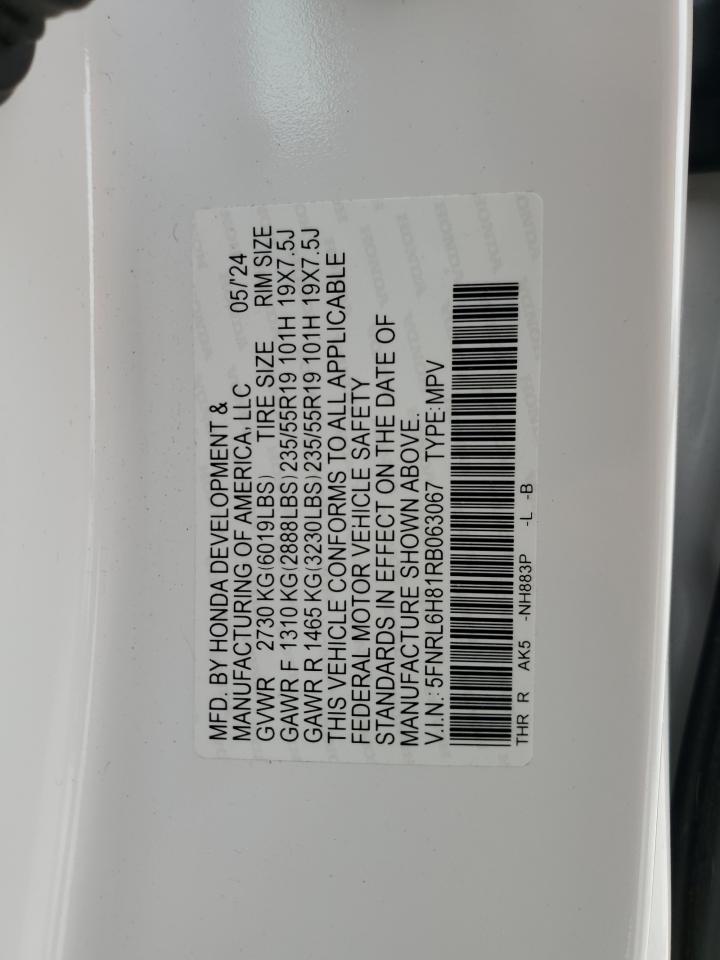 MFD. BY HONDA DEVELOPMENT &
MANUFACTURING OF AMERICA, LLC 05/'24
GVWR 2730 KG(6019LBS) TIRE SIZE RIM SIZE
GAWR F 1310 KG(2888LBS)235/55R19 101H 19X7.5J
GAWR R 1465 KG(3230LBS)235/55R19 101H 19X7.5J
THIS VEHICLE CONFORMS TO ALL APPLICABLE
FEDERAL MOTOR VEHICLE SAFETY
STANDARDS IN EFFECT ON THE DATE OF
MANUFACTURE SHOWN ABOVE.
V.I.N.: 5FNRL6H81RB063067 TYPE:MPV
THR R AK5 -NH883P -L -B